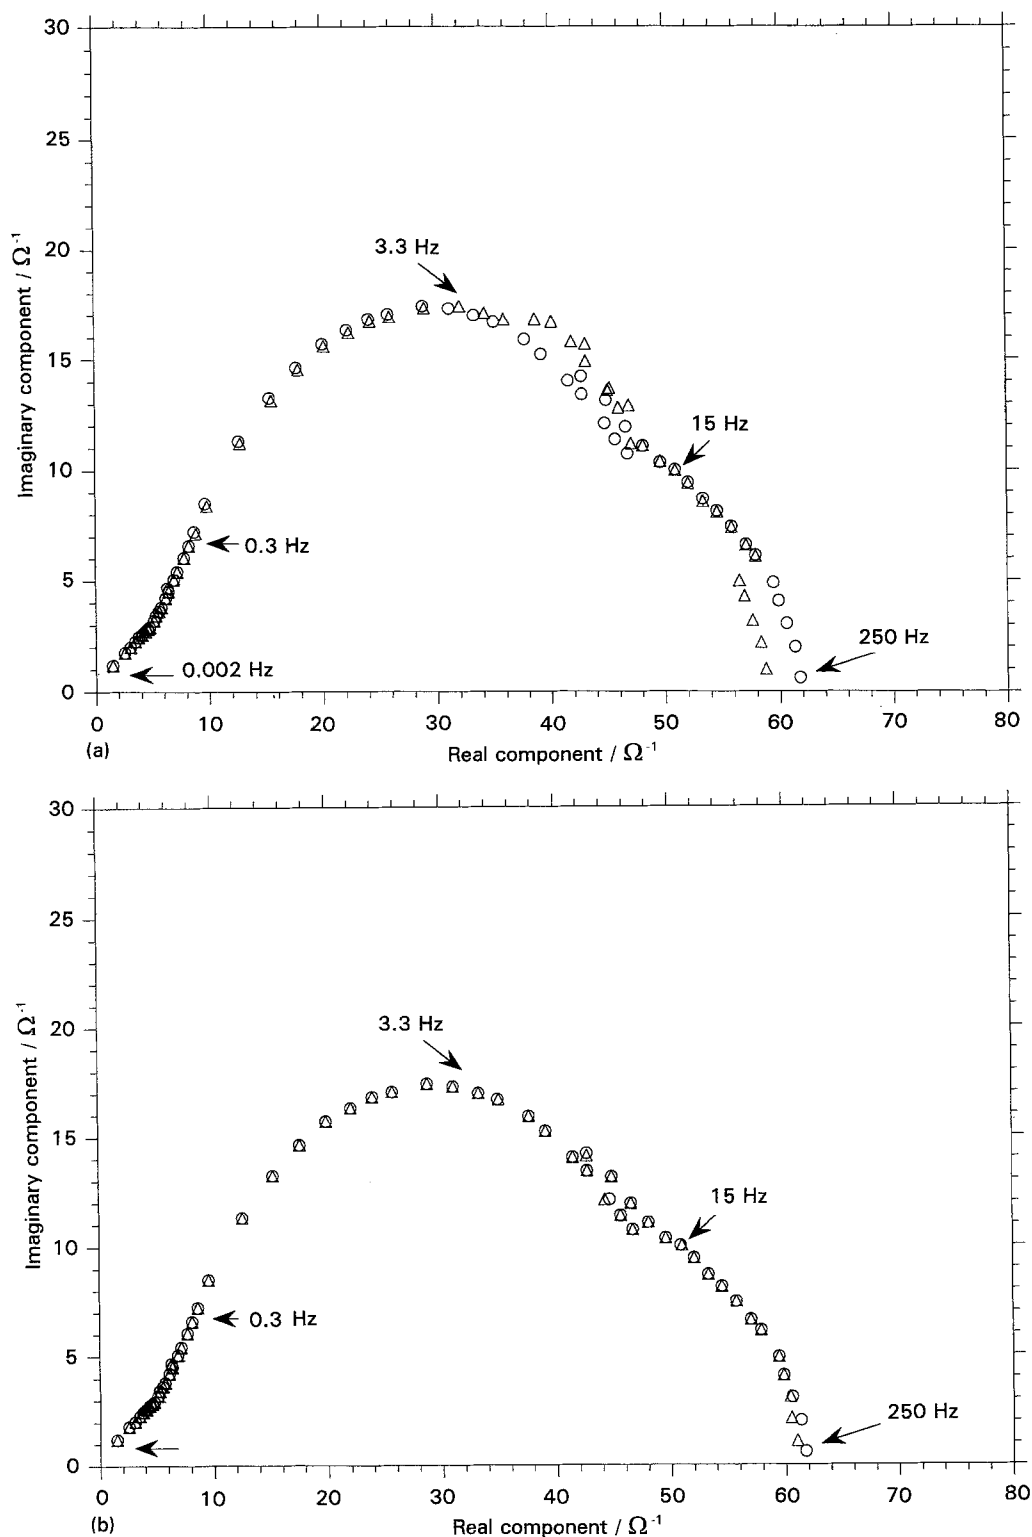 30
25
20
15
10
5
0
Imaginary component / Ω⁻¹
3.3 Hz
15 Hz
0.3 Hz
250 Hz
0.002 Hz
0 10 20 30 40 50 60 70 80
(a)
Real component / Ω⁻¹
30
25
20
15
10
5
0
Imaginary component / Ω⁻¹
3.3 Hz
15 Hz
0.3 Hz
250 Hz
0 10 20 30 40 50 60 70 80
(b)
Real component / Ω⁻¹